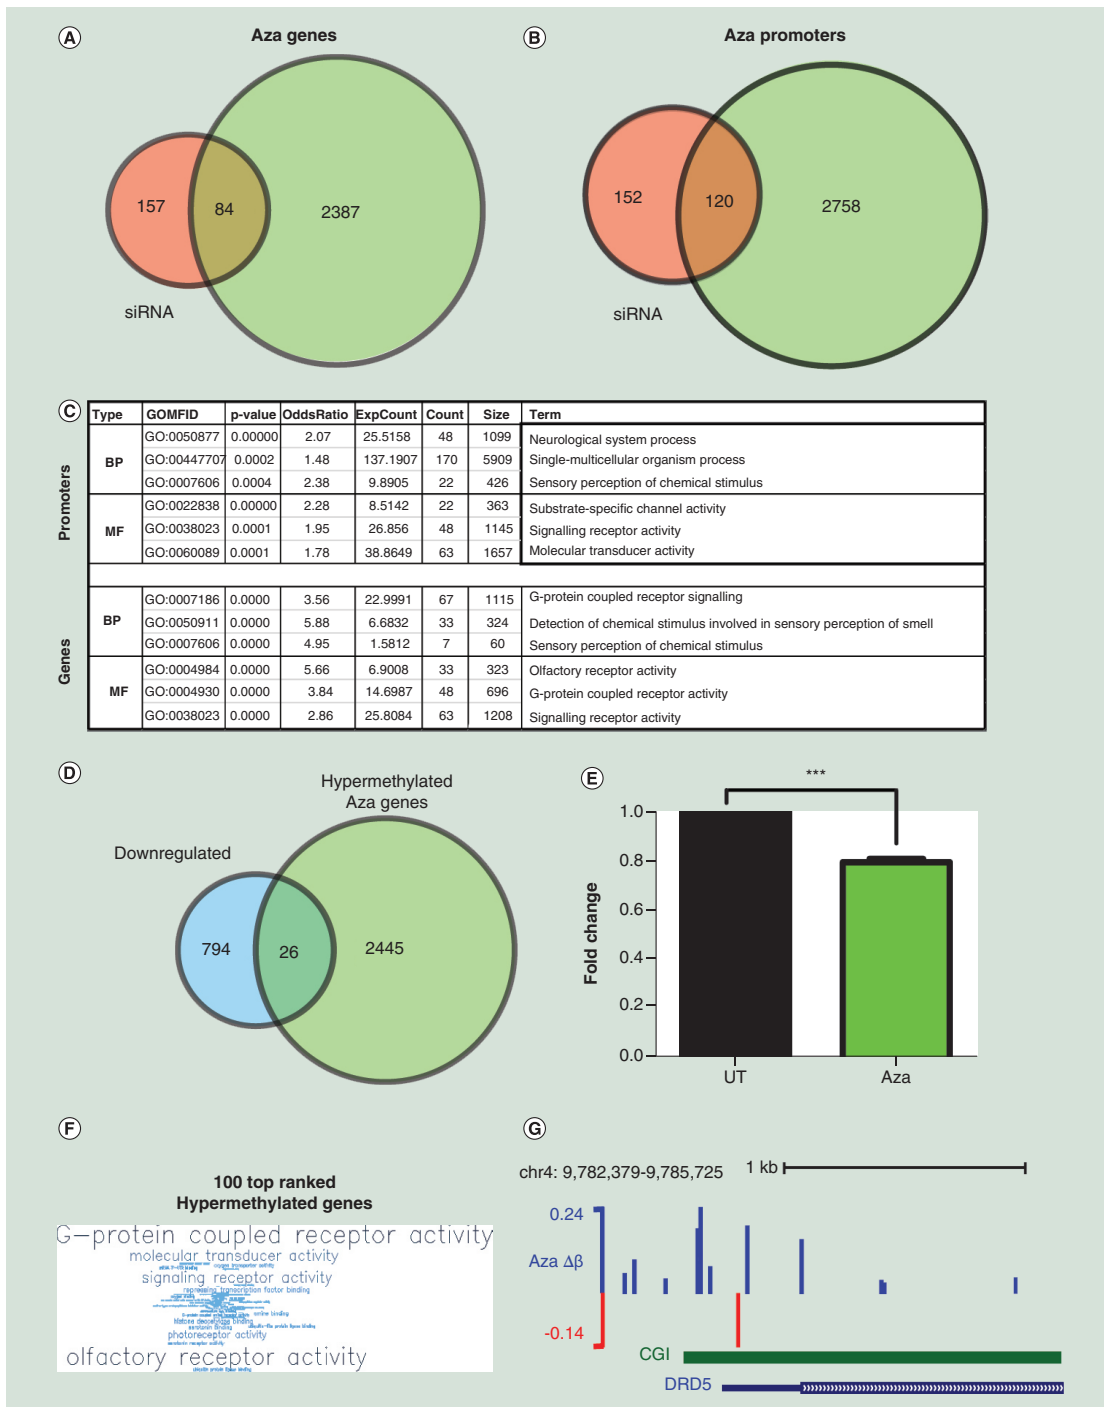 A
Aza genes
157
84
2387
siRNA
B
Aza promoters
152
120
2758
siRNA
C
Type GOMFID p-value OddsRatio ExpCount Count Size Term
Promoters
BP
GO:0050877 0.00000 2.07 25.5158 48 1099 Neurological system process
GO:00447707 0.0002 1.48 137.1907 170 5909 Single-multicellular organism process
GO:0007606 0.0004 2.38 9.8905 22 426 Sensory perception of chemical stimulus
MF
GO:0022838 0.00000 2.28 8.5142 22 363 Substrate-specific channel activity
GO:0038023 0.0001 1.95 26.856 48 1145 Signalling receptor activity
GO:0060089 0.0001 1.78 38.8649 63 1657 Molecular transducer activity
Genes
BP
GO:0007186 0.0000 3.56 22.9991 67 1115 G-protein coupled receptor signalling
GO:0050911 0.0000 5.88 6.6832 33 324 Detection of chemical stimulus involved in sensory perception of smell
GO:0007606 0.0000 4.95 1.5812 7 60 Sensory perception of chemical stimulus
MF
GO:0004984 0.0000 5.66 6.9008 33 323 Olfactory receptor activity
GO:0004930 0.0000 3.84 14.6987 48 696 G-protein coupled receptor activity
GO:0038023 0.0000 2.86 25.8084 63 1208 Signalling receptor activity
D
Hypermethylated
Aza genes
Downregulated
794
26
2445
E
***
Fold change
1.0
0.8
0.6
0.4
0.2
0.0
UT
Aza
F
100 top ranked
Hypermethylated genes
G-protein coupled receptor activity
molecular transducer activity
signaling receptor activity
repressing transcription factor binding
histone deacetylase binding
photoreceptor activity
olfactory receptor activity
G
chr4: 9,782,379-9,785,725
1 kb
0.24
Aza Δβ
-0.14
CGI
DRD5